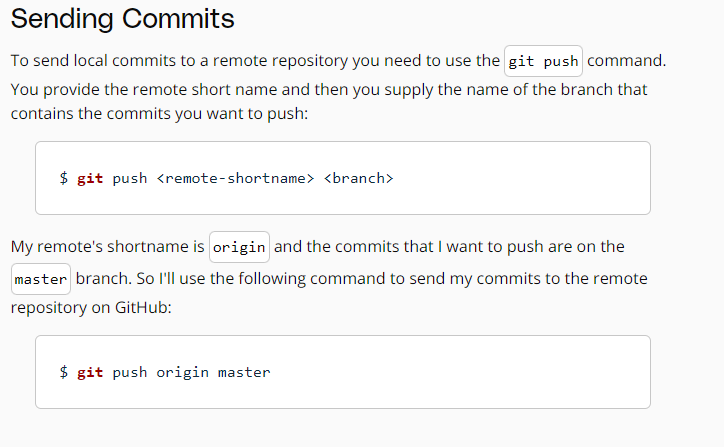 Sending Commits
To send local commits to a remote repository you need to use the git push command.
You provide the remote short name and then you supply the name of the branch that
contains the commits you want to push:
$ git push <remote-shortname> <branch>
My remote's shortname is origin and the commits that I want to push are on the
master branch. So I'll use the following command to send my commits to the remote
repository on GitHub:
$ git push origin master